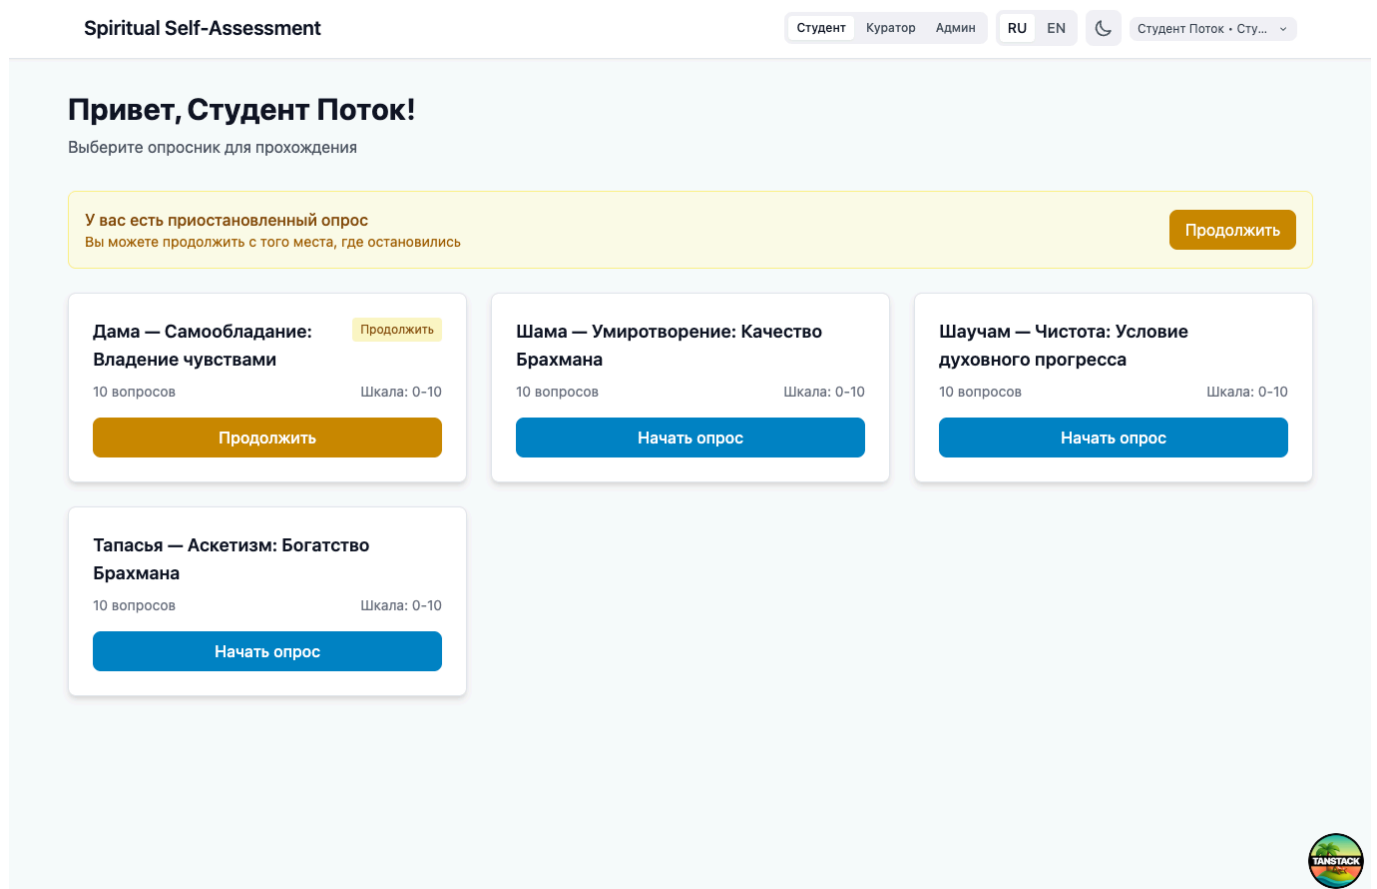 Spiritual Self-Assessment
Студент Куратор Админ RU EN Студент Поток • Сту...
Привет, Студент Поток!
Выберите опросник для прохождения
У вас есть приостановленный опрос
Вы можете продолжить с того места, где остановились
Продолжить
Дама — Самообладание:
Владение чувствами
Продолжить
10 вопросов Шкала: 0-10
Продолжить
Шама — Умиротворение: Качество
Брахмана
10 вопросов Шкала: 0-10
Начать опрос
Шаучам — Чистота: Условие
духовного прогресса
10 вопросов Шкала: 0-10
Начать опрос
Тапасья — Аскетизм: Богатство
Брахмана
10 вопросов Шкала: 0-10
Начать опрос
TANSTACK